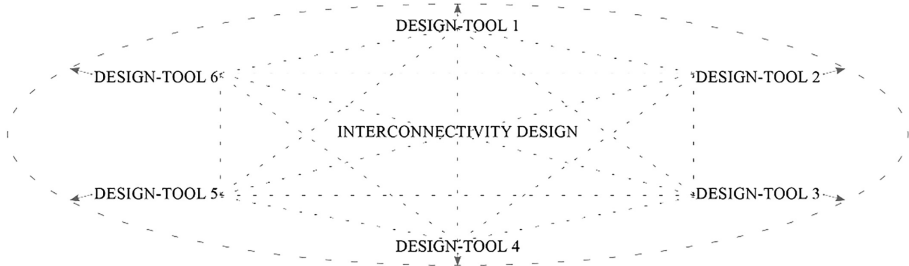 DESIGN-TOOL 1
DESIGN-TOOL 6
DESIGN-TOOL 2
INTERCONNECTIVITY DESIGN
DESIGN-TOOL 5
DESIGN-TOOL 3
DESIGN-TOOL 4